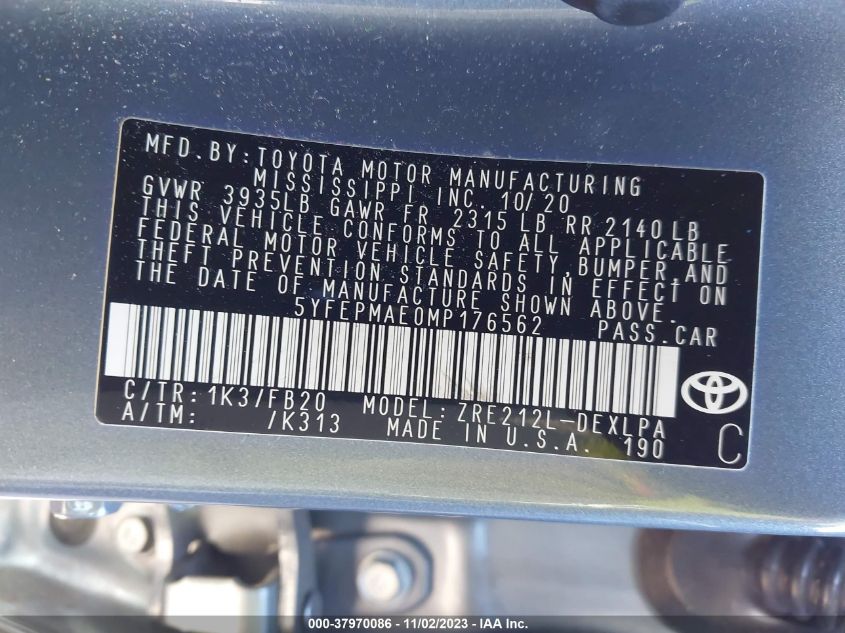 MFD.BY:TOYOTA MOTOR MANUFACTURING
MISSISSIPPI, INC. 10/20
GVWR 3935LB GAWR FR 2315 LB RR 2140 LB
THIS VEHICLE CONFORMS TO ALL APPLICABLE
FEDERAL MOTOR VEHICLE SAFETY,BUMPER,AND
THEFT PREVENTION STANDARDS IN EFFECT ON
THE DATE OF MANUFACTURE SHOWN ABOVE.
5YFEPMAE0MP176562 PASS.CAR
C/TR: 1K3/FB20 MODEL: ZRE212L-DEXLPA
A/TM: /K313 MADE IN U.S.A. 190
C
000-37970086 - 11/02/2023 - IAA Inc.